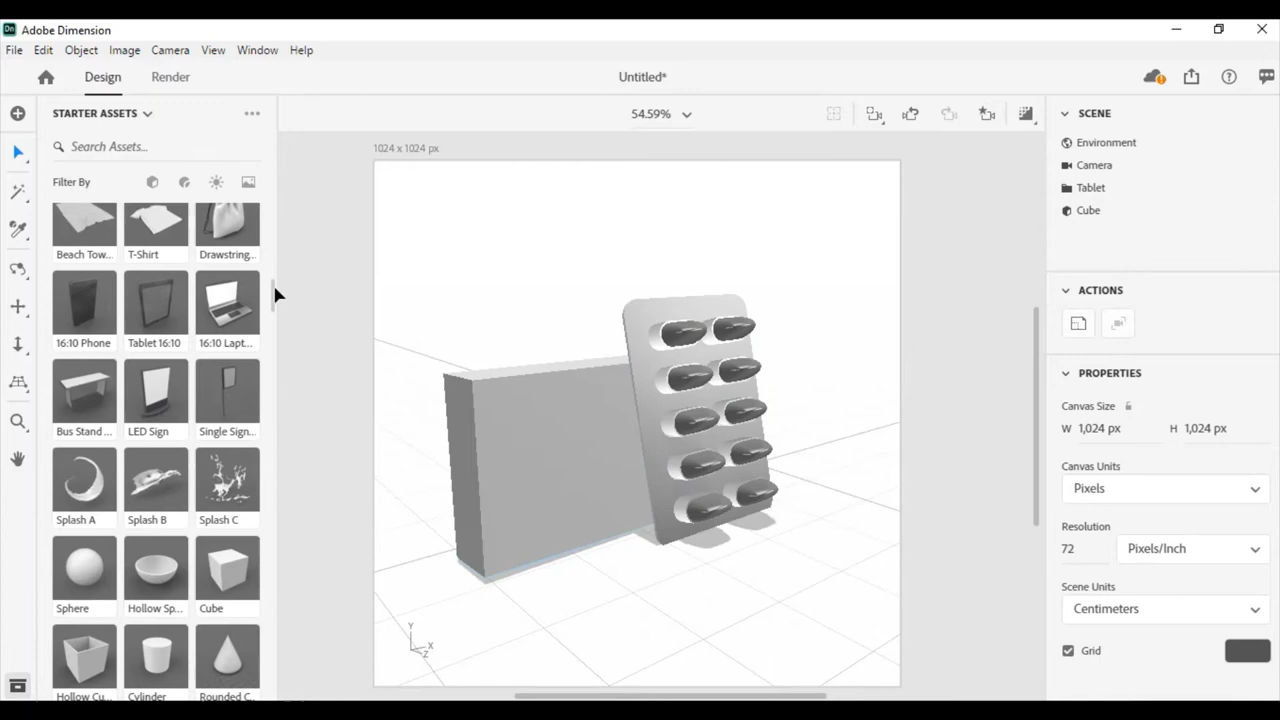 Dn Adobe Dimension
File Edit Object Image Camera View Window Help
Design Render Untitled*
STARTER ASSETS
54.59%
SCENE
Search Assets...
1024 x 1024 px
Environment
Camera
Filter By
Tablet
Cube
Beach Tow... T-Shirt Drawstring...
ACTIONS
16:10 Phone Tablet 16:10 16:10 Lapt...
PROPERTIES
Canvas Size
W 1,024 px H 1,024 px
Bus Stand ... LED Sign Single Sign...
Canvas Units
Pixels
Splash A Splash B Splash C
Resolution
72 Pixels/Inch
Scene Units
Centimeters
Sphere Hollow Sp... Cube
Grid
Y
X
Z
Hollow Cu... Cylinder Rounded C...